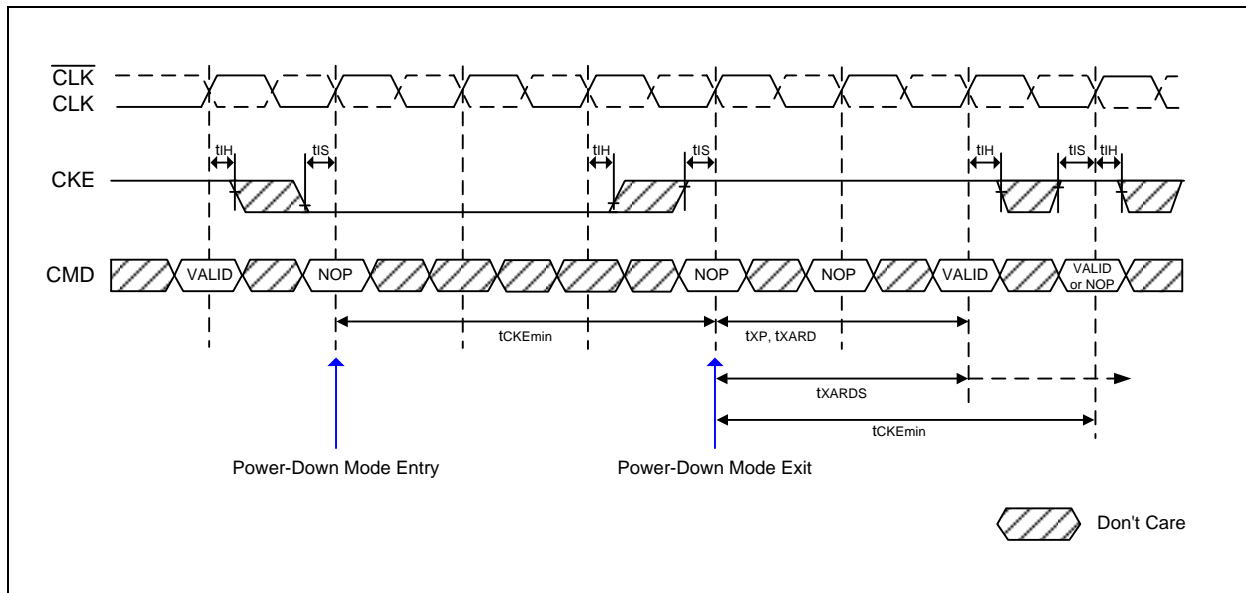 CLK
CLK
tIH
tIS
tIH
tIS
tIH
tIS
tIH
CKE
CMD
VALID
NOP
NOP
NOP
VALID
VALID
or NOP
tCKEmin
tXP, tXARD
tXARDS
tCKEmin
Power-Down Mode Entry
Power-Down Mode Exit
Don't Care